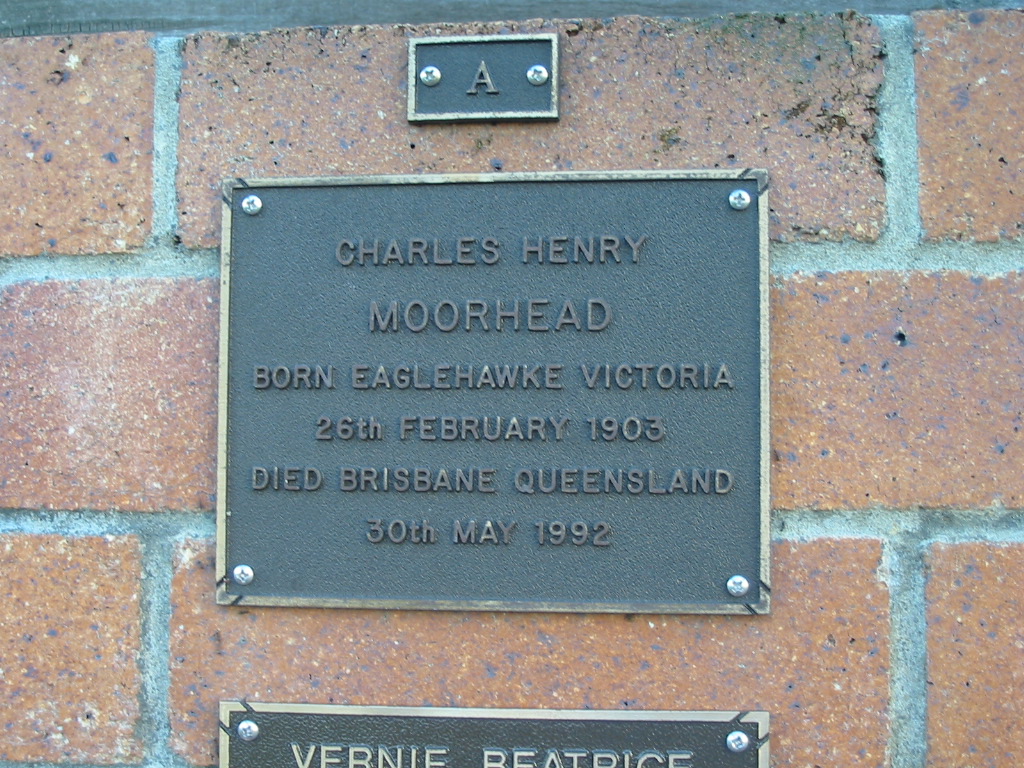 A
CHARLES HENRY
MOORHEAD
BORN EAGLEHAWKE VICTORIA
26th FEBRUARY 1903
DIED BRISBANE QUEENSLAND
30th MAY 1992
VERNIE BEATRICE